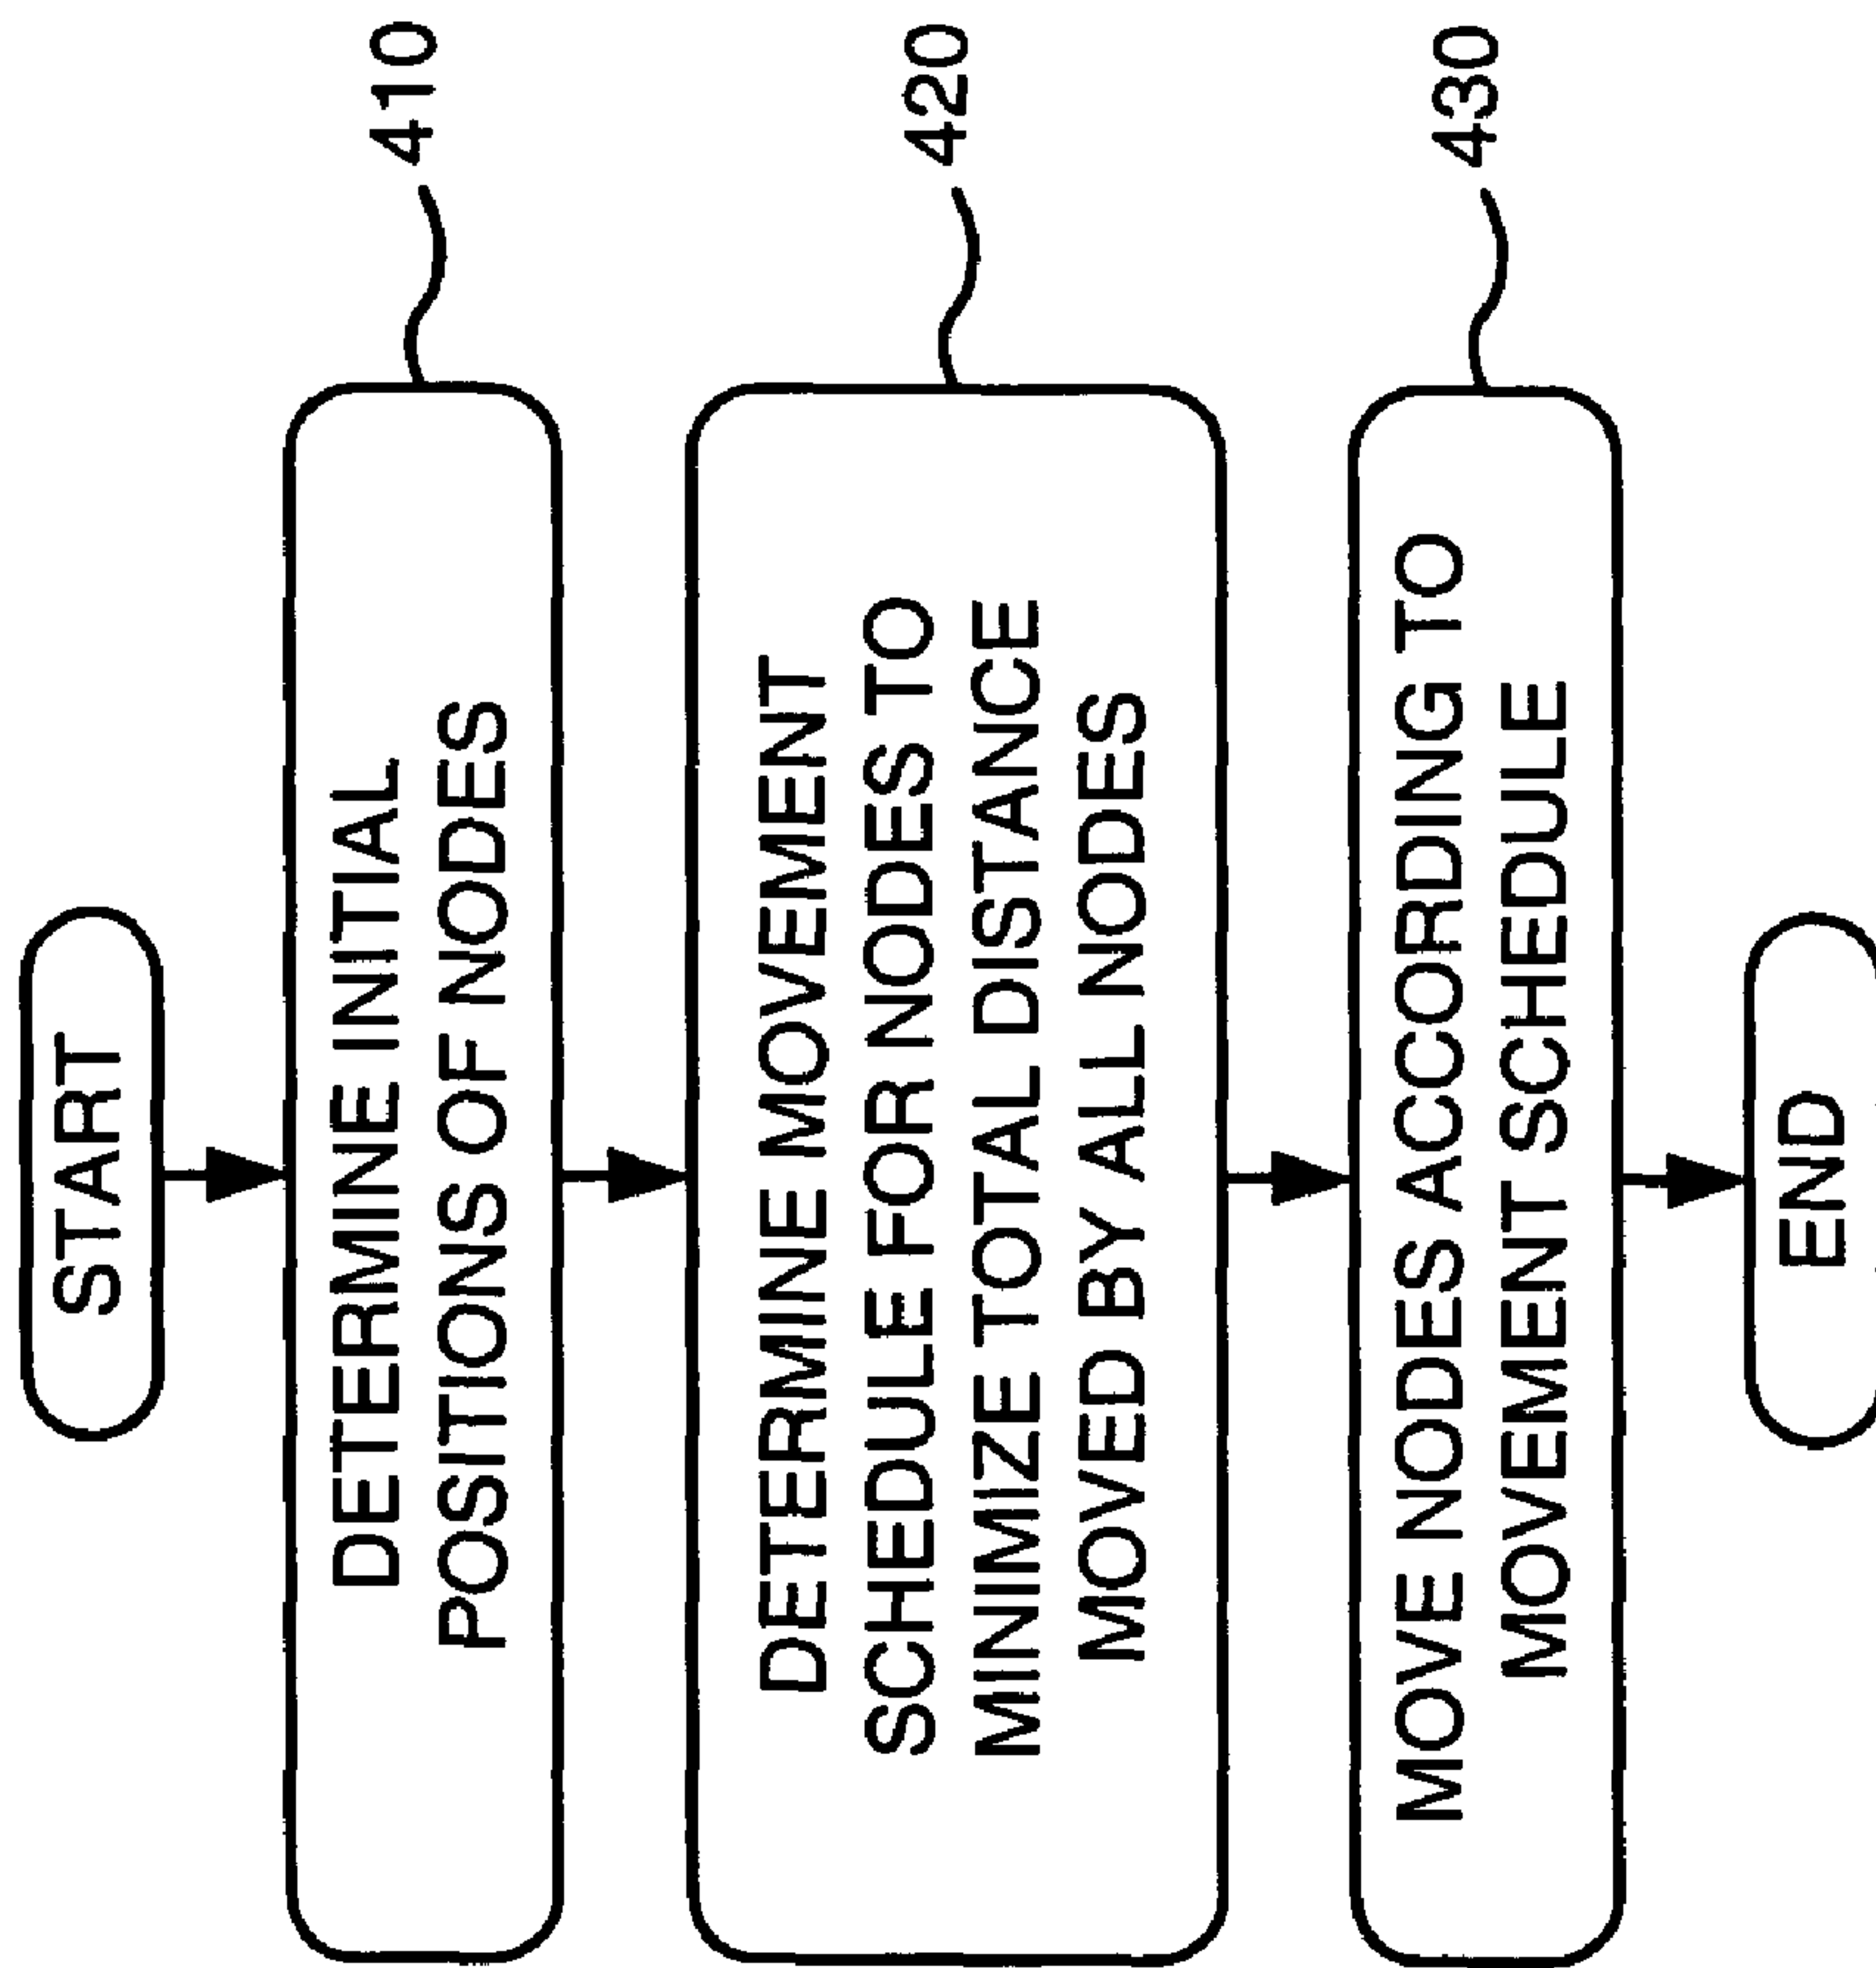 START
DETERMINE INITIAL
POSITIONS OF NODES
410
DETERMINE MOVEMENT
SCHEDULE FOR NODES TO
MINIMIZE TOTAL DISTANCE
MOVED BY ALL NODES
420
MOVE NODES ACCORDING TO
MOVEMENT SCHEDULE
430
END